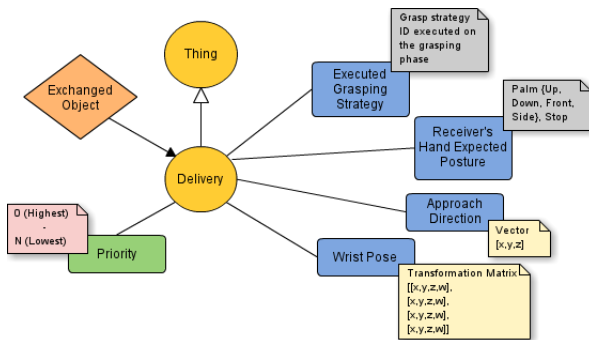 Grasp strategy
ID executed on
the grasping
phase
Thing
Exchanged
Object
Executed
Grasping
Strategy
Palm {Up,
Down, Front,
Side}, Stop
Receiver's
Hand Expected
Posture
Delivery
Approach
Direction
0 (Highest)
-
N (Lowest)
Priority
Vector
[x,y,z]
Wrist Pose
Transformation Matrix
[[x,y,z,w],
[x,y,z,w],
[x,y,z,w],
[x,y,z,w]]